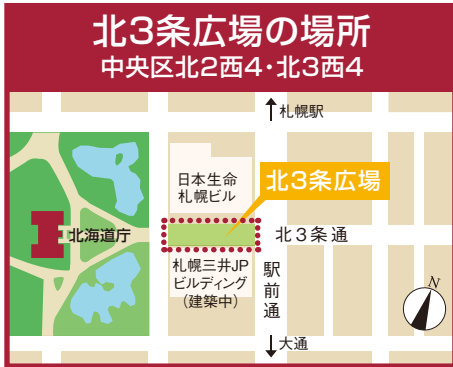 北3条広場の場所
中央区北2西4・北3西4
札幌駅
日本生命
札幌ビル
北3条広場
北海道庁
北3条通
札幌三井JP
ビルディング
(建築中)
駅前通
N
大通